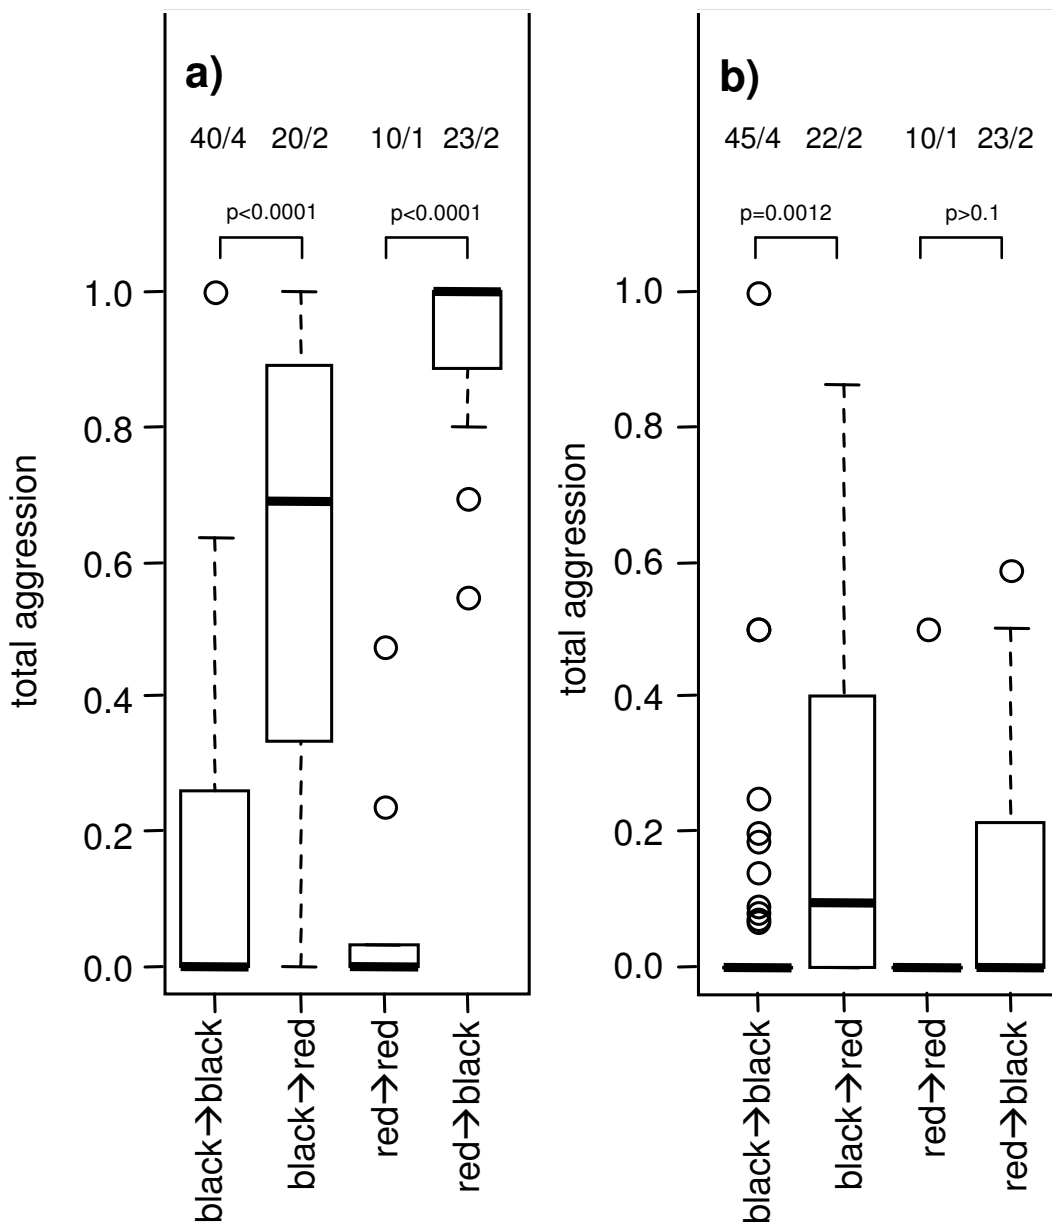 a)
40/4 20/2 10/1 23/2
p<0.0001 p<0.0001
1.0
0.8
0.6
0.4
0.2
0.0
total aggression
black→black
black→red
red→red
red→black
b)
45/4 22/2 10/1 23/2
p=0.0012 p>0.1
1.0
0.8
0.6
0.4
0.2
0.0
total aggression
black→black
black→red
red→red
red→black